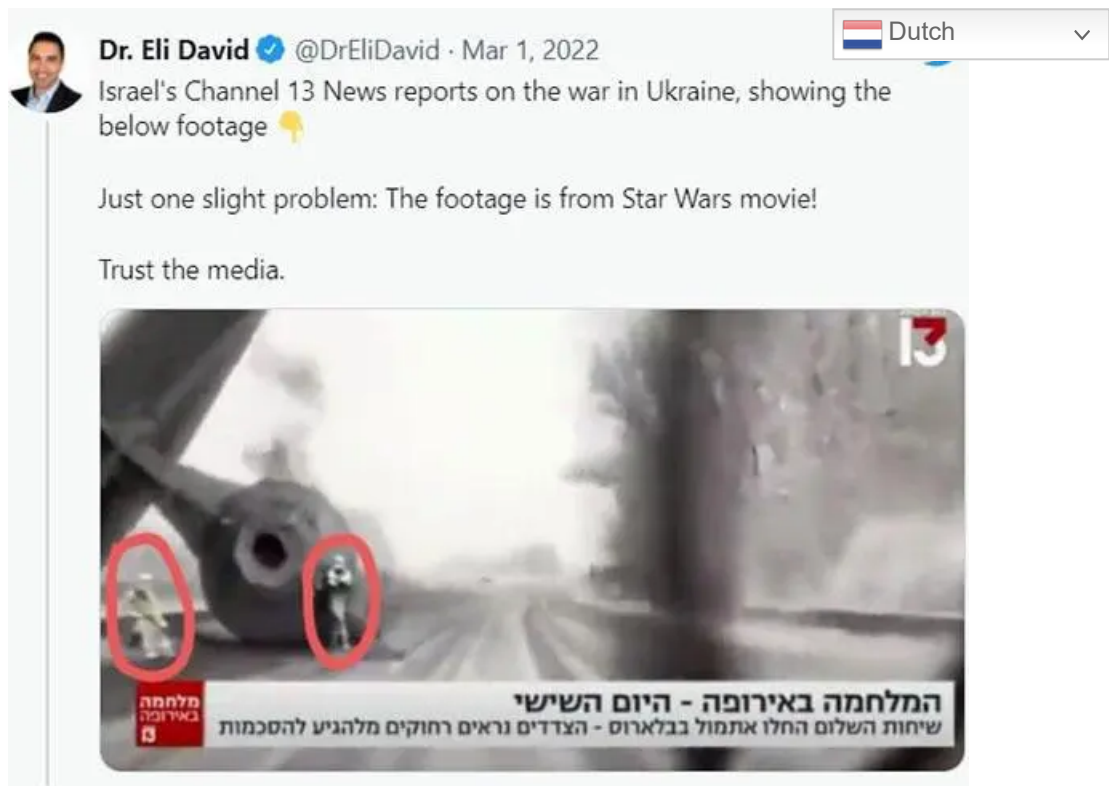 Dr. Eli David @DrEliDavid · Mar 1, 2022
Dutch
Israel's Channel 13 News reports on the war in Ukraine, showing the
below footage 👇
Just one slight problem: The footage is from Star Wars movie!
Trust the media.
13
המלחמה באירופה - היום השישי
שיחות השלום החלו אתמול בבלארוס - הצדדים נראים רחוקים מלהגיע להסכמות
מלחמה
באירופה
13